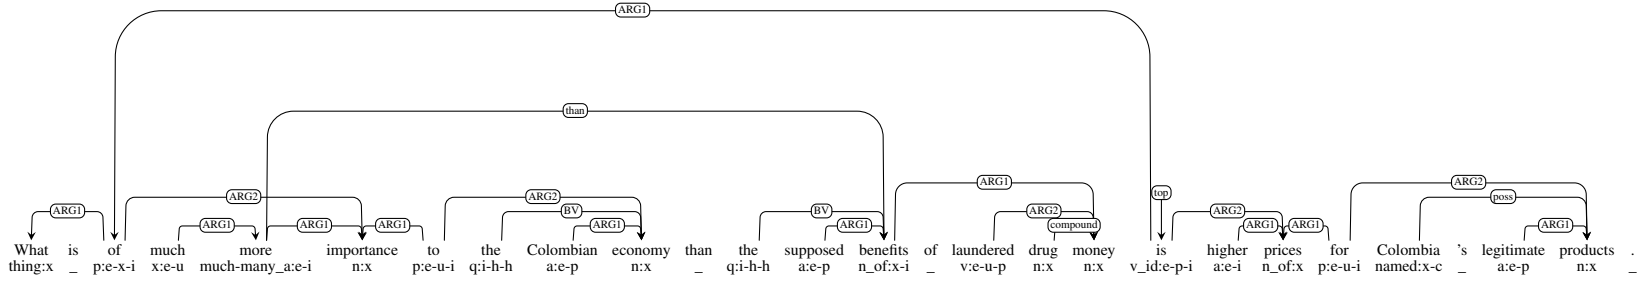 ARG1
than
ARG1 top
ARG2 ARG2 ARG2
poss
ARG1 BV BV ARG2 ARG2
ARG1 ARG1 ARG1 ARG1 ARG1 compound ARG1 ARG1 ARG1
What is of much more importance to the Colombian economy than the supposed benefits of laundered drug money is higher prices for Colombia 's legitimate products .
thing:x _ p:e-x-i x:e-u much-many_a:e-i n:x p:e-u-i q:i-h-h a:e-p n:x _ q:i-h-h a:e-p n_of:x-i _ v:e-u-p n:x n:x v_id:e-p-i a:e-i n_of:x p:e-u-i named:x-c _ a:e-p n:x _